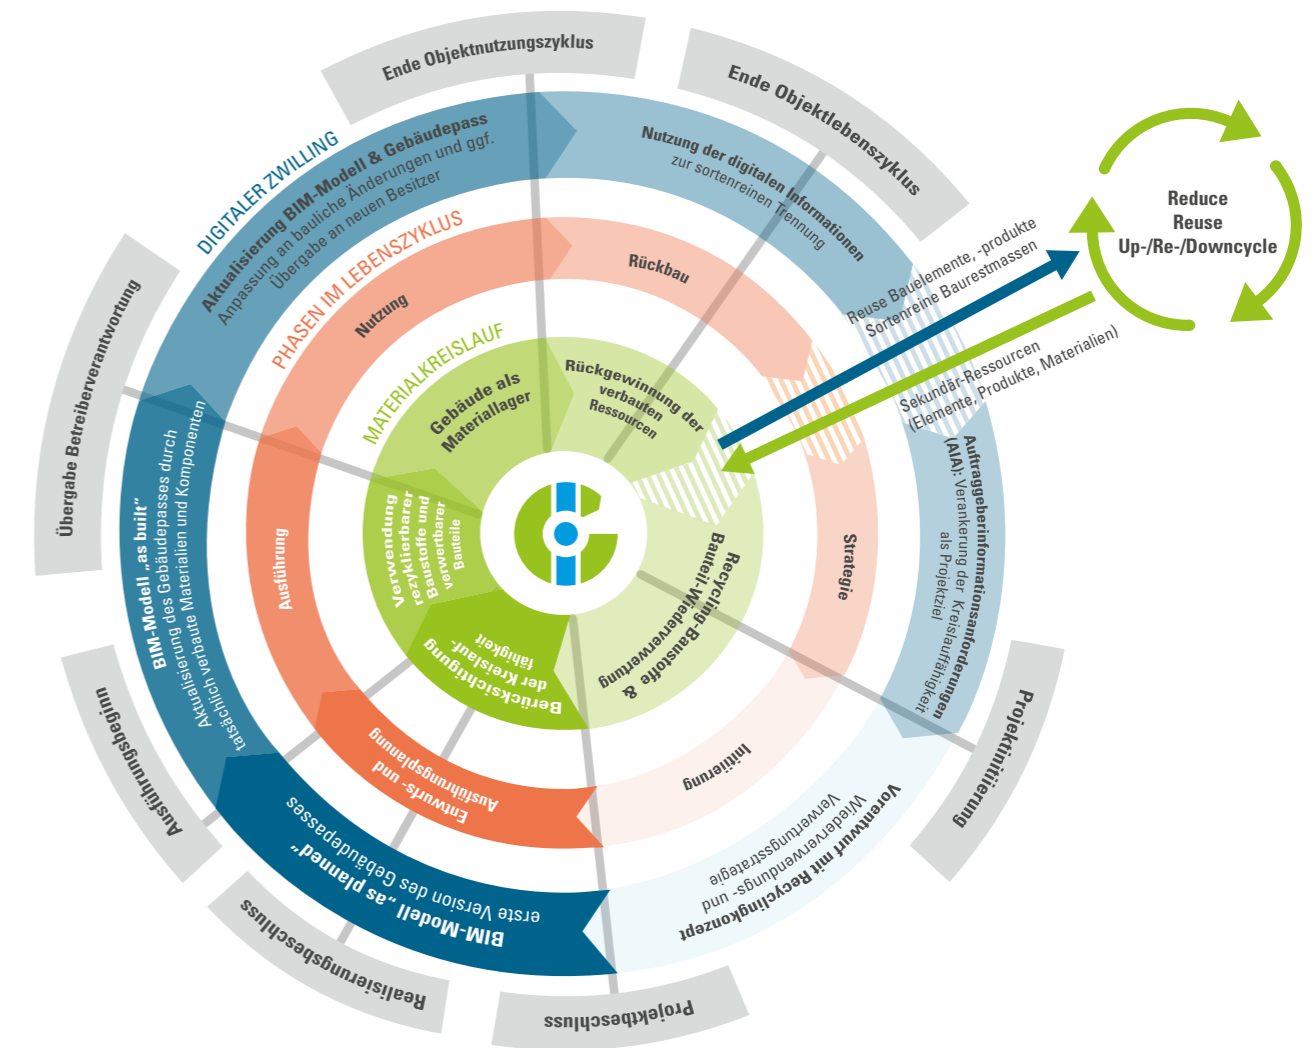 Ende Objektnutzungszyklus
Ende Objektlebenszyklus
Projektinitiierung
Projektbeschluss
Realisierungsbeschluss
Ausführungsbeginn
Übergabe Betreiberverantwortung
DIGITALER ZWILLING
Aktualisierung BIM-Modell & Gebäudepass
Anpassung an bauliche Änderungen und ggf.
Übergabe an neuen Besitzer
Nutzung der digitalen Informationen
zur sortenreinen Trennung
Auftraggeberinformationsanforderungen
(AIA): Verankerung der Kreislauffähigkeit
als Projektziel
Vorentwurf mit Recyclingkonzept
Wiederverwendungs- und
Verwertungsstrategie
BIM-Modell „as planned“
erste Version des Gebäudepasses
BIM-Modell „as built“
Aktualisierung des Gebäudepasses durch
tatsächlich verbaute Materialien und Komponenten
PHASEN IM LEBENSZYKLUS
Nutzung
Rückbau
Strategie
Initiierung
Entwurfs- und
Ausführungsplanung
Ausführung
MATERIALKREISLAUF
Gebäude als
Materiallager
Rückgewinnung der
verbauten
Ressourcen
Recycling-Baustoffe &
Bauteil-Wiederverwertung
Berücksichtigung
der Kreislauf-
fähigkeit
Verwendung
rezyklierbarer
Baustoffe und
verwertbarer
Bauteile
Reuse Bauelemente, -produkte
Sortenreine Baurestmassen
Sekundär-Ressourcen
(Elemente, Produkte, Materialien)
Reduce
Reuse
Up-/Re-/Downcycle